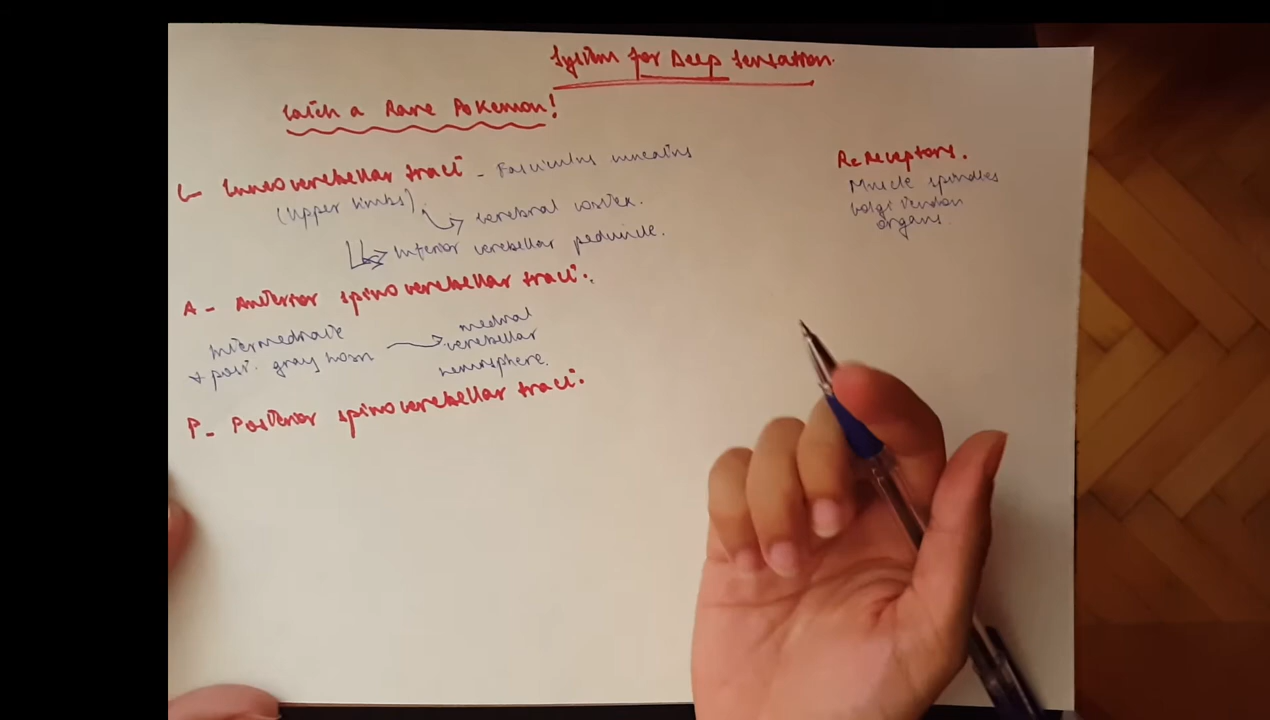 System for Deep Sensation.
Catch a Rare Pokemon!
C- Cuneocerebellar tract - Fasciculus cuneatus
(Upper limbs)
cerebral cortex.
Inferior cerebellar peduncle.
A- Anterior spinocerebellar tract.
Intermediate
+ post. gray horn
medial
cerebellar
hemisphere.
P- Posterior spinocerebellar tract.
Receptors.
Muscle spindles
Golgi tendon
organs.